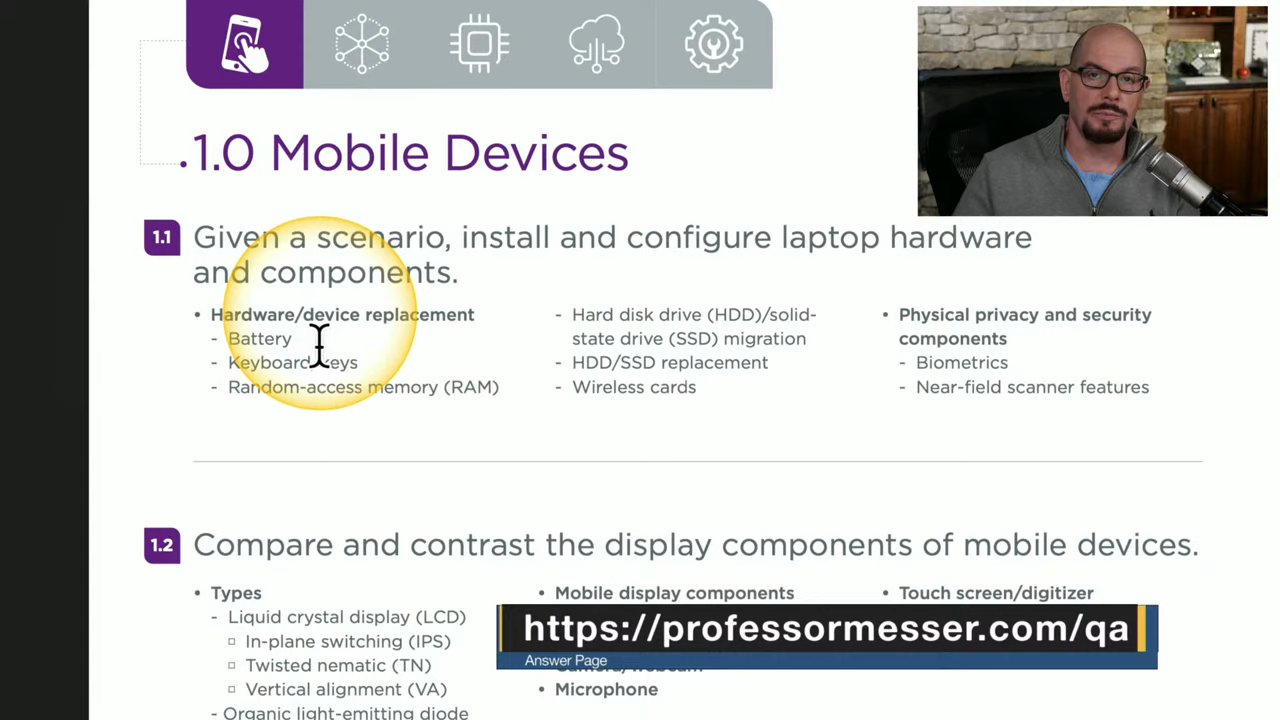 1.0 Mobile Devices
1.1
Given a scenario, install and configure laptop hardware
and components.
• Hardware/device replacement
- Battery
- Keyboard keys
- Random-access memory (RAM)
- Hard disk drive (HDD)/solid-
state drive (SSD) migration
- HDD/SSD replacement
- Wireless cards
• Physical privacy and security
components
- Biometrics
- Near-field scanner features
1.2
Compare and contrast the display components of mobile devices.
• Types
- Liquid crystal display (LCD)
▫ In-plane switching (IPS)
▫ Twisted nematic (TN)
▫ Vertical alignment (VA)
- Organic light-emitting diode
• Mobile display components
• Microphone
• Touch screen/digitizer
https://professormesser.com/qa
Answer Page